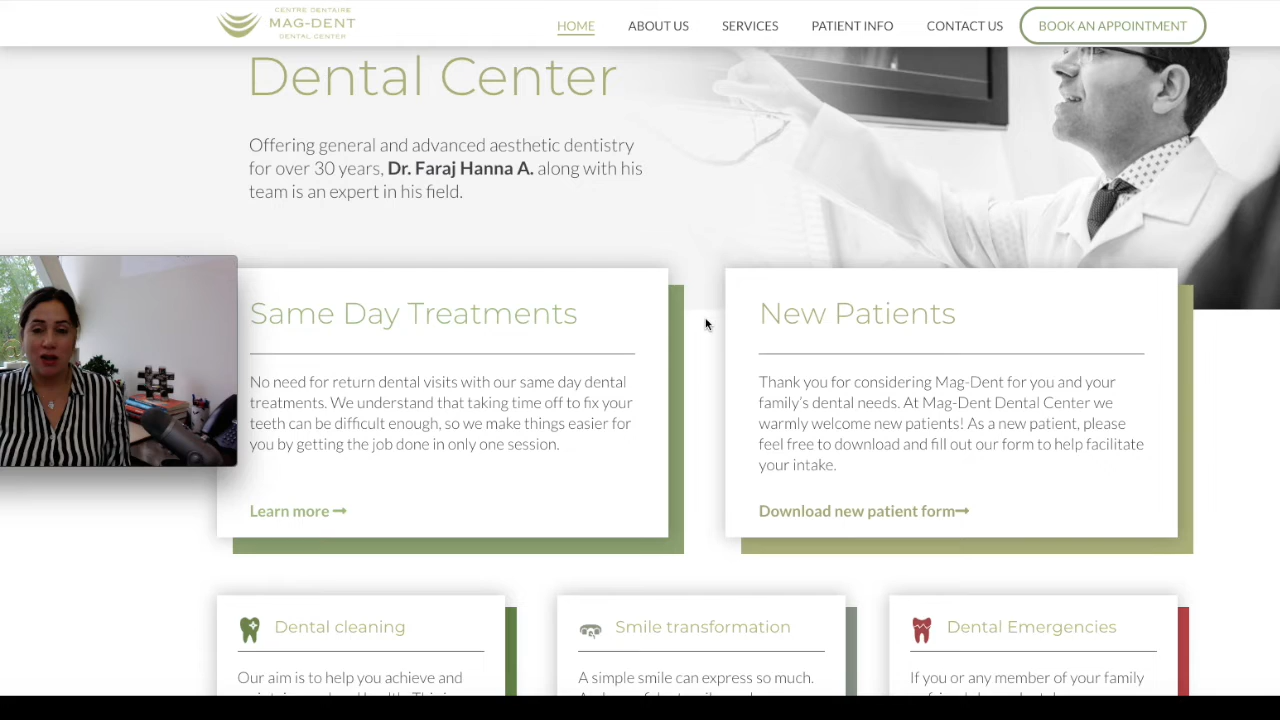 CENTRE DENTAIRE
MAG-DENT
DENTAL CENTER
HOME
ABOUT US
SERVICES
PATIENT INFO
CONTACT US
BOOK AN APPOINTMENT
Dental Center
Offering general and advanced aesthetic dentistry
for over 30 years, Dr. Faraj Hanna A. along with his
team is an expert in his field.
Same Day Treatments
No need for return dental visits with our same day dental
treatments. We understand that taking time off to fix your
teeth can be difficult enough, so we make things easier for
you by getting the job done in only one session.
Learn more
New Patients
Thank you for considering Mag-Dent for you and your
family's dental needs. At Mag-Dent Dental Center we
warmly welcome new patients! As a new patient, please
feel free to download and fill out our form to help facilitate
your intake.
Download new patient form
Dental cleaning
Our aim is to help you achieve and
Smile transformation
A simple smile can express so much.
Dental Emergencies
If you or any member of your family